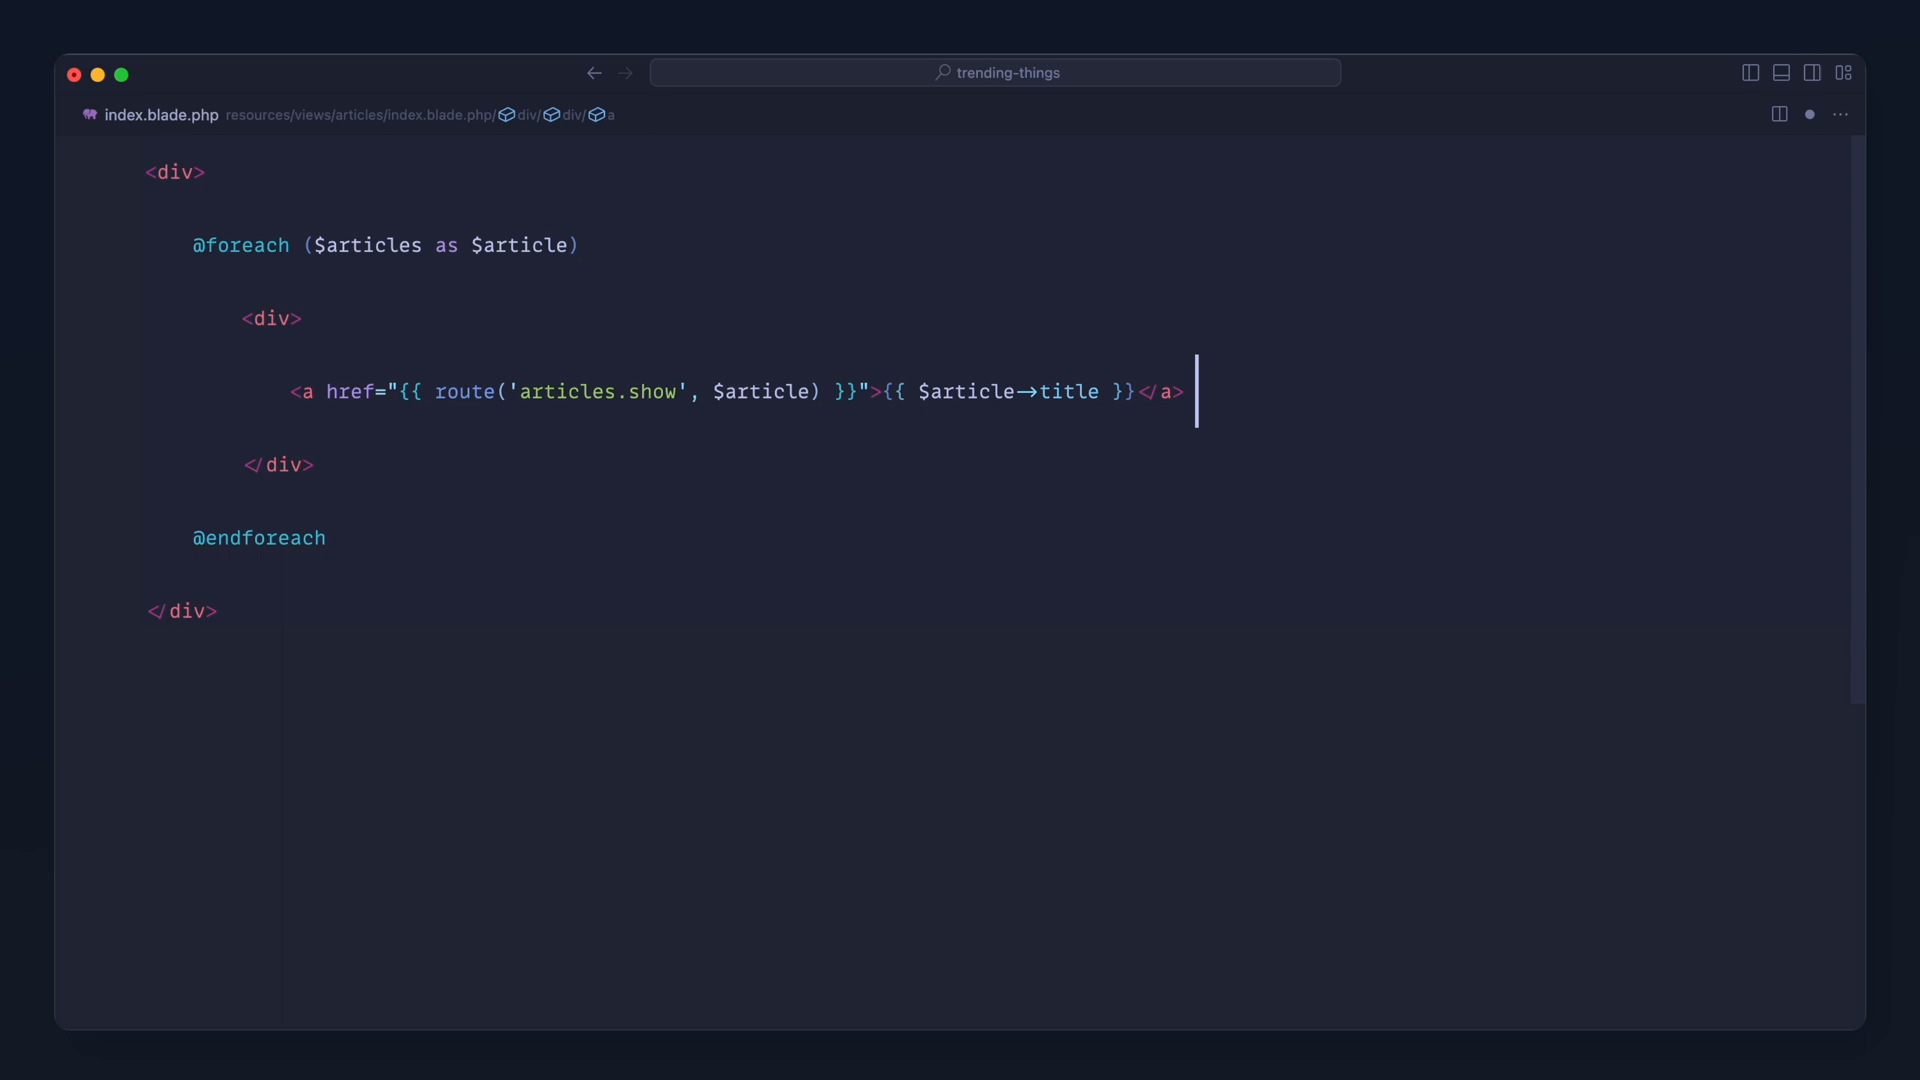 trending-things
index.blade.php resources/views/articles/index.blade.php/div/div/a
<div>
@foreach ($articles as $article)
<div>
<a href="{{ route('articles.show', $article) }}">{{ $article->title }}</a>
</div>
@endforeach
</div>